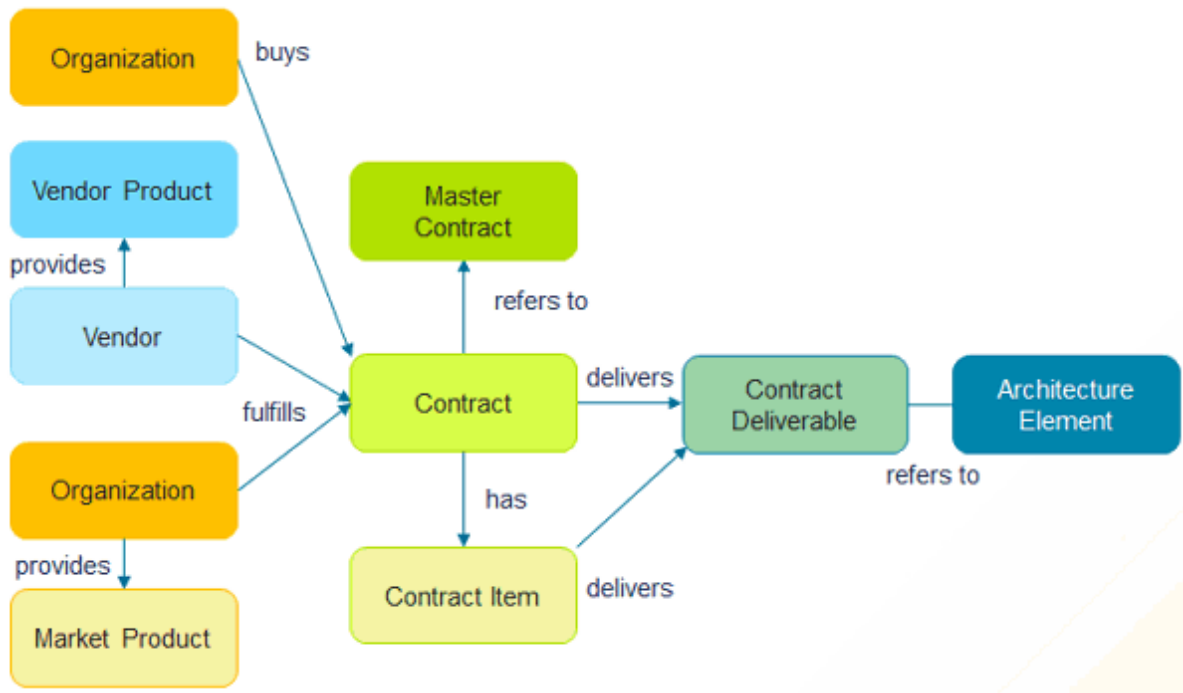 Organization
buys
Vendor Product
Master
Contract
provides
refers to
Vendor
delivers
Contract
Contract
Deliverable
Architecture
Element
fulfills
Organization
has
refers to
provides
Contract Item
delivers
Market Product